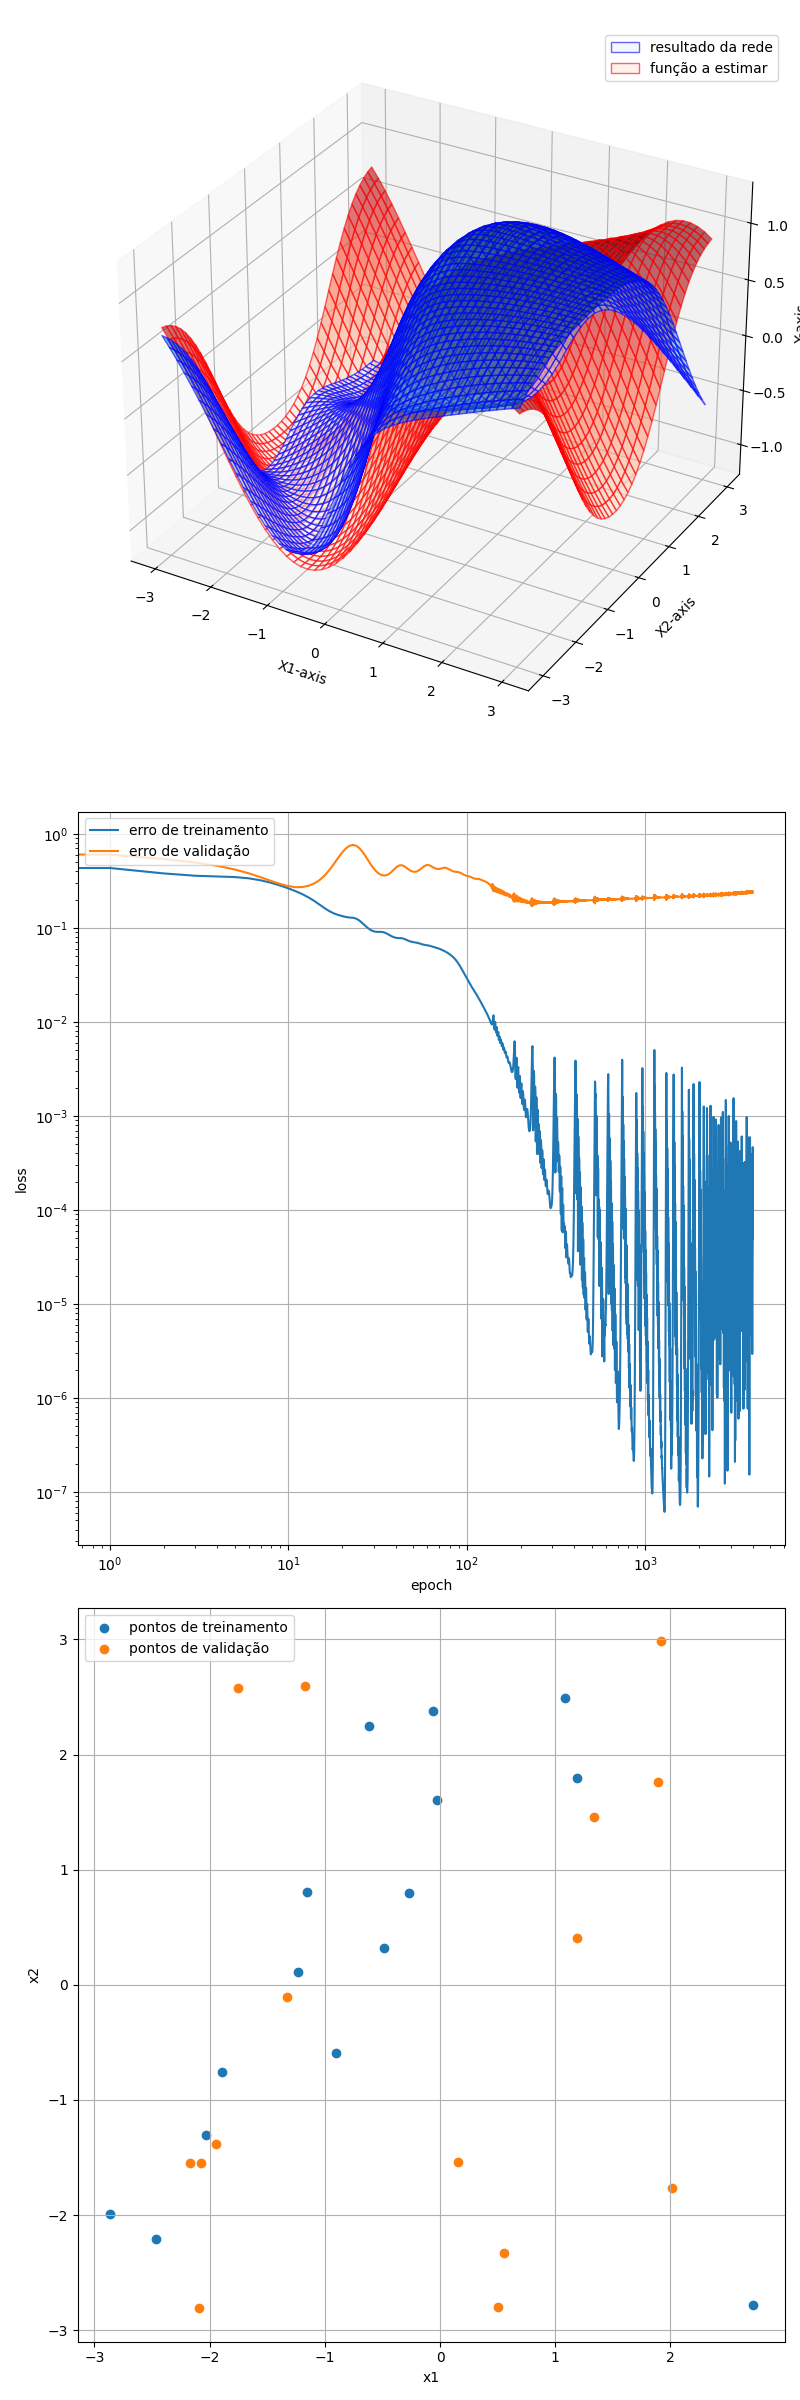 resultado da rede
função a estimar
1.0
0.5
0.0
−0.5
−1.0
3
2
1
0
−1
−2
−3
X2-axis
−3
−2
−1
0
1
2
3
X1-axis
erro de treinamento
erro de validação
10⁰
10⁻¹
10⁻²
10⁻³
10⁻⁴
10⁻⁵
10⁻⁶
10⁻⁷
loss
10⁰ 10¹ 10² 10³
epoch
pontos de treinamento
pontos de validação
3
2
1
0
−1
−2
−3
x2
−3 −2 −1 0 1 2
x1